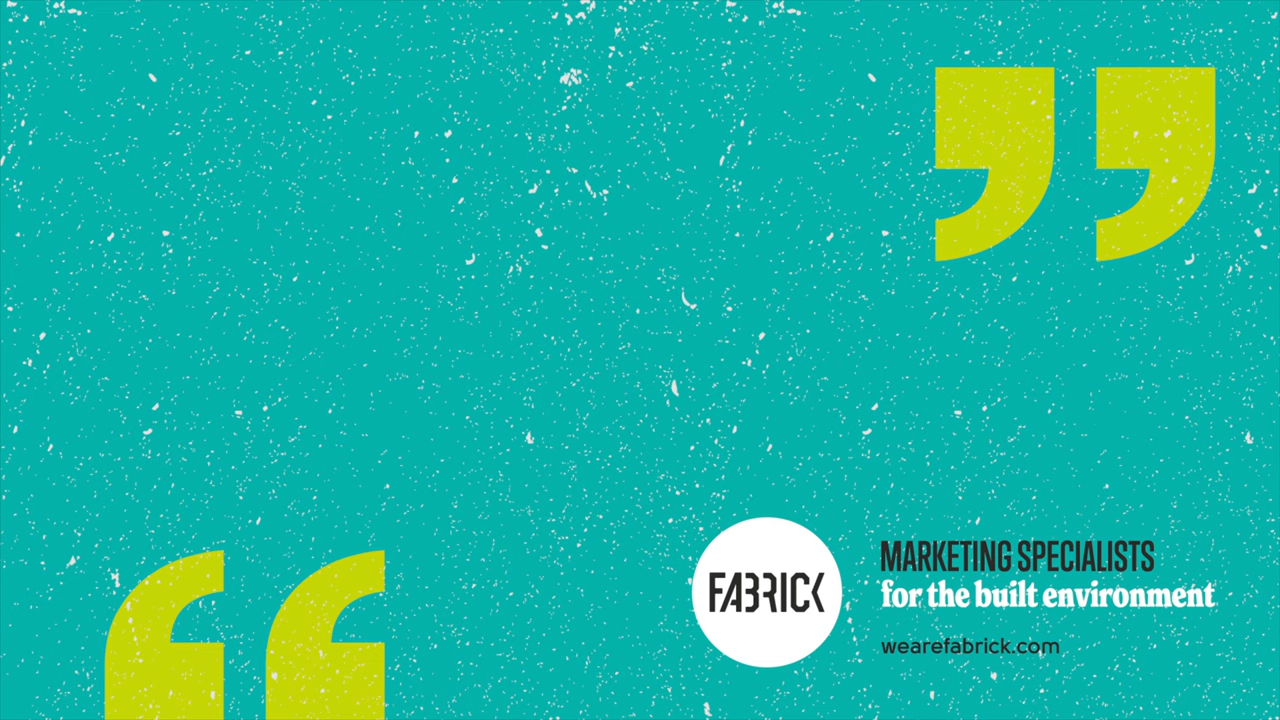 ”
FABRICK
MARKETING SPECIALISTS
for the built environment
wearefabrick.com
“